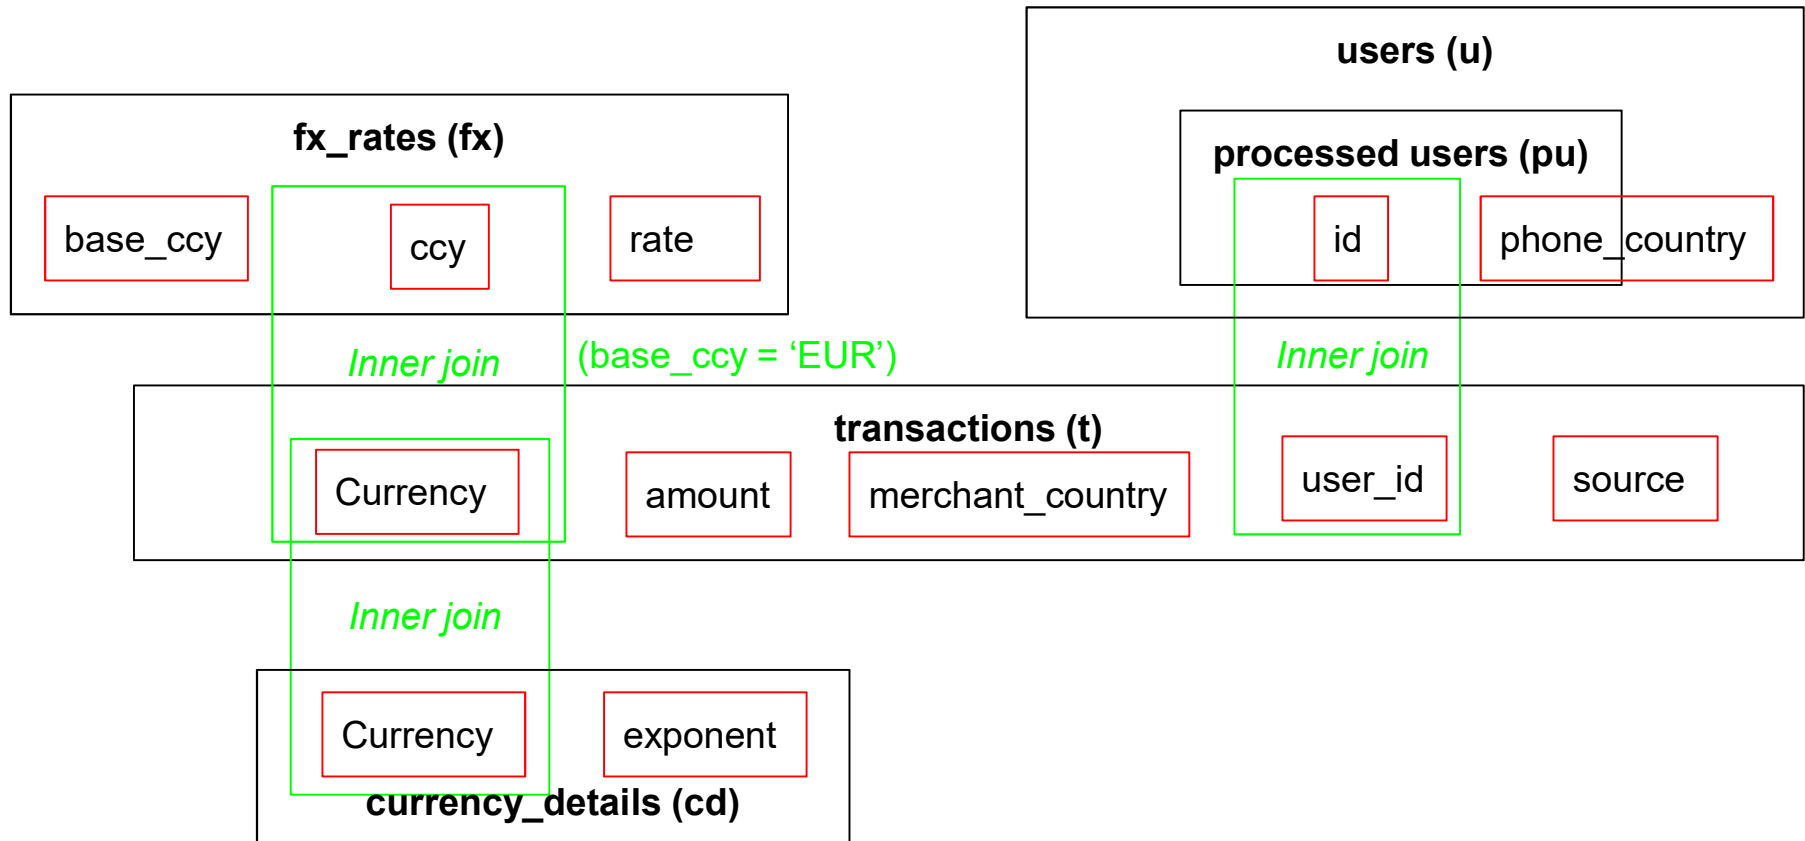 users (u)
fx_rates (fx)
processed users (pu)
base_ccy
ccy
rate
id
phone_country
Inner join
(base_ccy = ‘EUR’)
Inner join
transactions (t)
Currency
amount
merchant_country
user_id
source
Inner join
Currency
exponent
currency_details (cd)